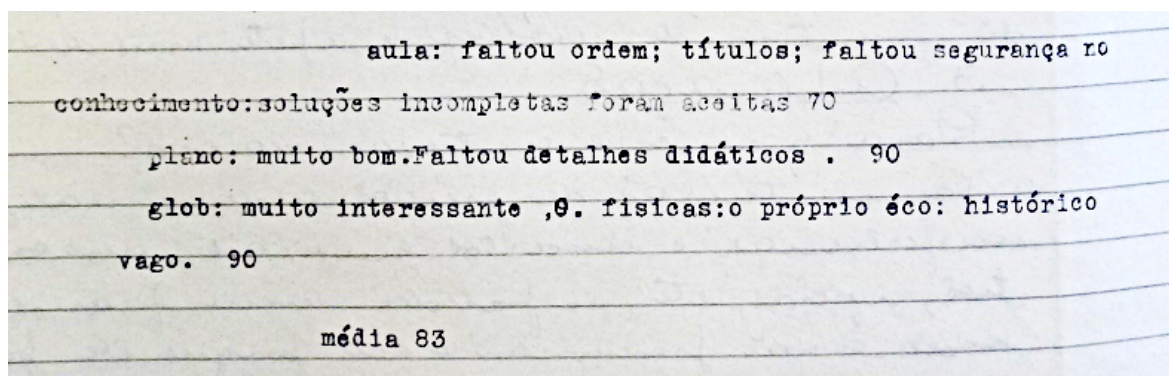 aula: faltou ordem; títulos; faltou segurança no
conhecimento:soluções incompletas foram aceitas 70
plano: muito bom.Faltou detalhes didáticos . 90
glob: muito interessante ,θ. fisicas:o próprio éco: histórico
vago. 90
média 83